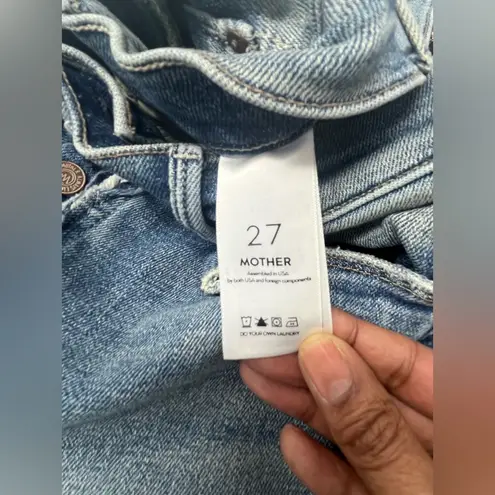 27
MOTHER
Assembled in USA
by both USA and foreign components
DO YOUR OWN LAUNDRY